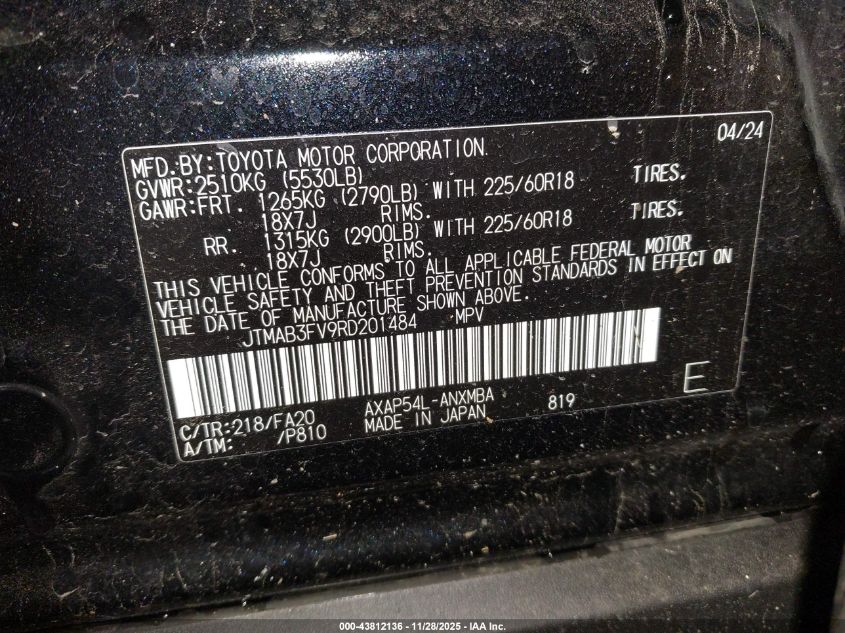 04/24
MFD.BY:TOYOTA MOTOR CORPORATION
GVWR:2510KG (5530LB)
GAWR:FRT. 1265KG (2790LB) WITH 225/60R18 TIRES.
18X7J RIMS.
RR. 1315KG (2900LB) WITH 225/60R18 TIRES.
18X7J RIMS.
THIS VEHICLE CONFORMS TO ALL APPLICABLE FEDERAL MOTOR
VEHICLE SAFETY AND THEFT PREVENTION STANDARDS IN EFFECT ON
THE DATE OF MANUFACTURE SHOWN ABOVE.
JTMAB3FV9RD201484 MPV
E
C/TR:218/FA20 AXAP54L-ANXMBA 819
A/TM: /P810 MADE IN JAPAN
000-43812136 - 11/28/2025 - IAA Inc.